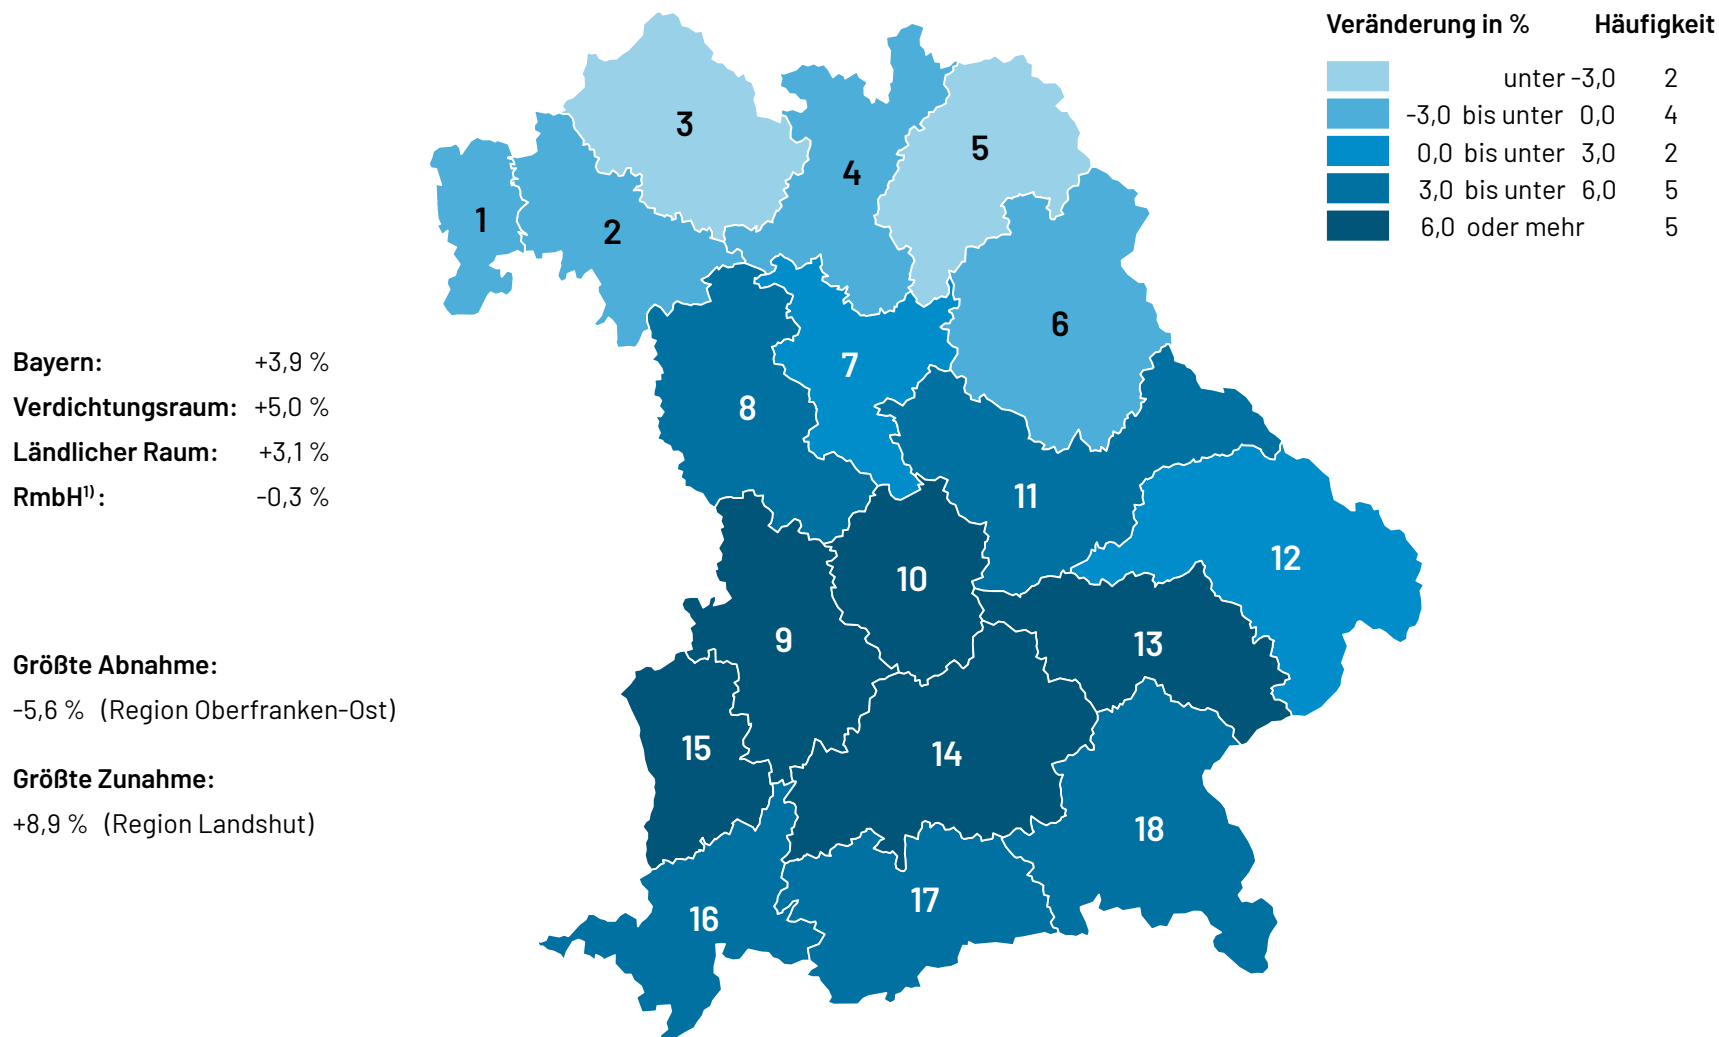 Veränderung in % Häufigkeit
unter -3,0 2
-3,0 bis unter 0,0 4
0,0 bis unter 3,0 2
3,0 bis unter 6,0 5
6,0 oder mehr 5
3
5
4
1
2
6
7
8
11
12
10
9
13
15
14
18
17
16
Bayern: +3,9 %
Verdichtungsraum: +5,0 %
Ländlicher Raum: +3,1 %
RmbH¹⁾: -0,3 %
Größte Abnahme:
-5,6 % (Region Oberfranken-Ost)
Größte Zunahme:
+8,9 % (Region Landshut)